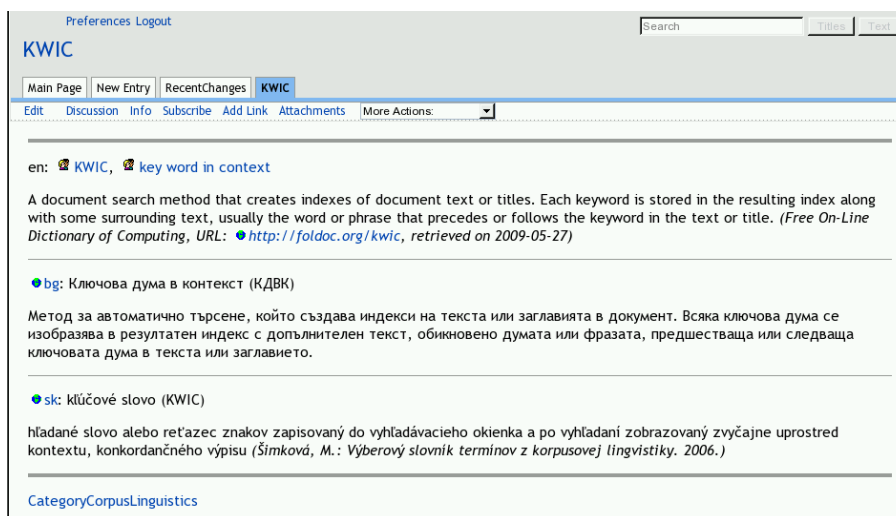 Preferences Logout
Search Titles Text
KWIC
Main Page New Entry RecentChanges KWIC
Edit Discussion Info Subscribe Add Link Attachments More Actions:
en: KWIC, key word in context
A document search method that creates indexes of document text or titles. Each keyword is stored in the resulting index along
with some surrounding text, usually the word or phrase that precedes or follows the keyword in the text or title. (Free On-Line
Dictionary of Computing, URL: http://foldoc.org/kwic, retrieved on 2009-05-27)
bg: Ключова дума в контекст (КДВК)
Метод за автоматично търсене, който създава индекси на текста или заглавията в документ. Всяка ключова дума се
изобразява в резултатен индекс с допълнителен текст, обикновено думата или фразата, предшестваща или следваща
ключовата дума в текста или заглавието.
sk: kľúčové slovo (KWIC)
hľadané slovo alebo reťazec znakov zapisovaný do vyhľadávacieho okienka a po vyhľadaní zobrazovaný zvyčajne uprostred
kontextu, konkordančného výpisu (Šimková, M.: Výberový slovník termínov z korpusovej lingvistiky. 2006.)
CategoryCorpusLinguistics